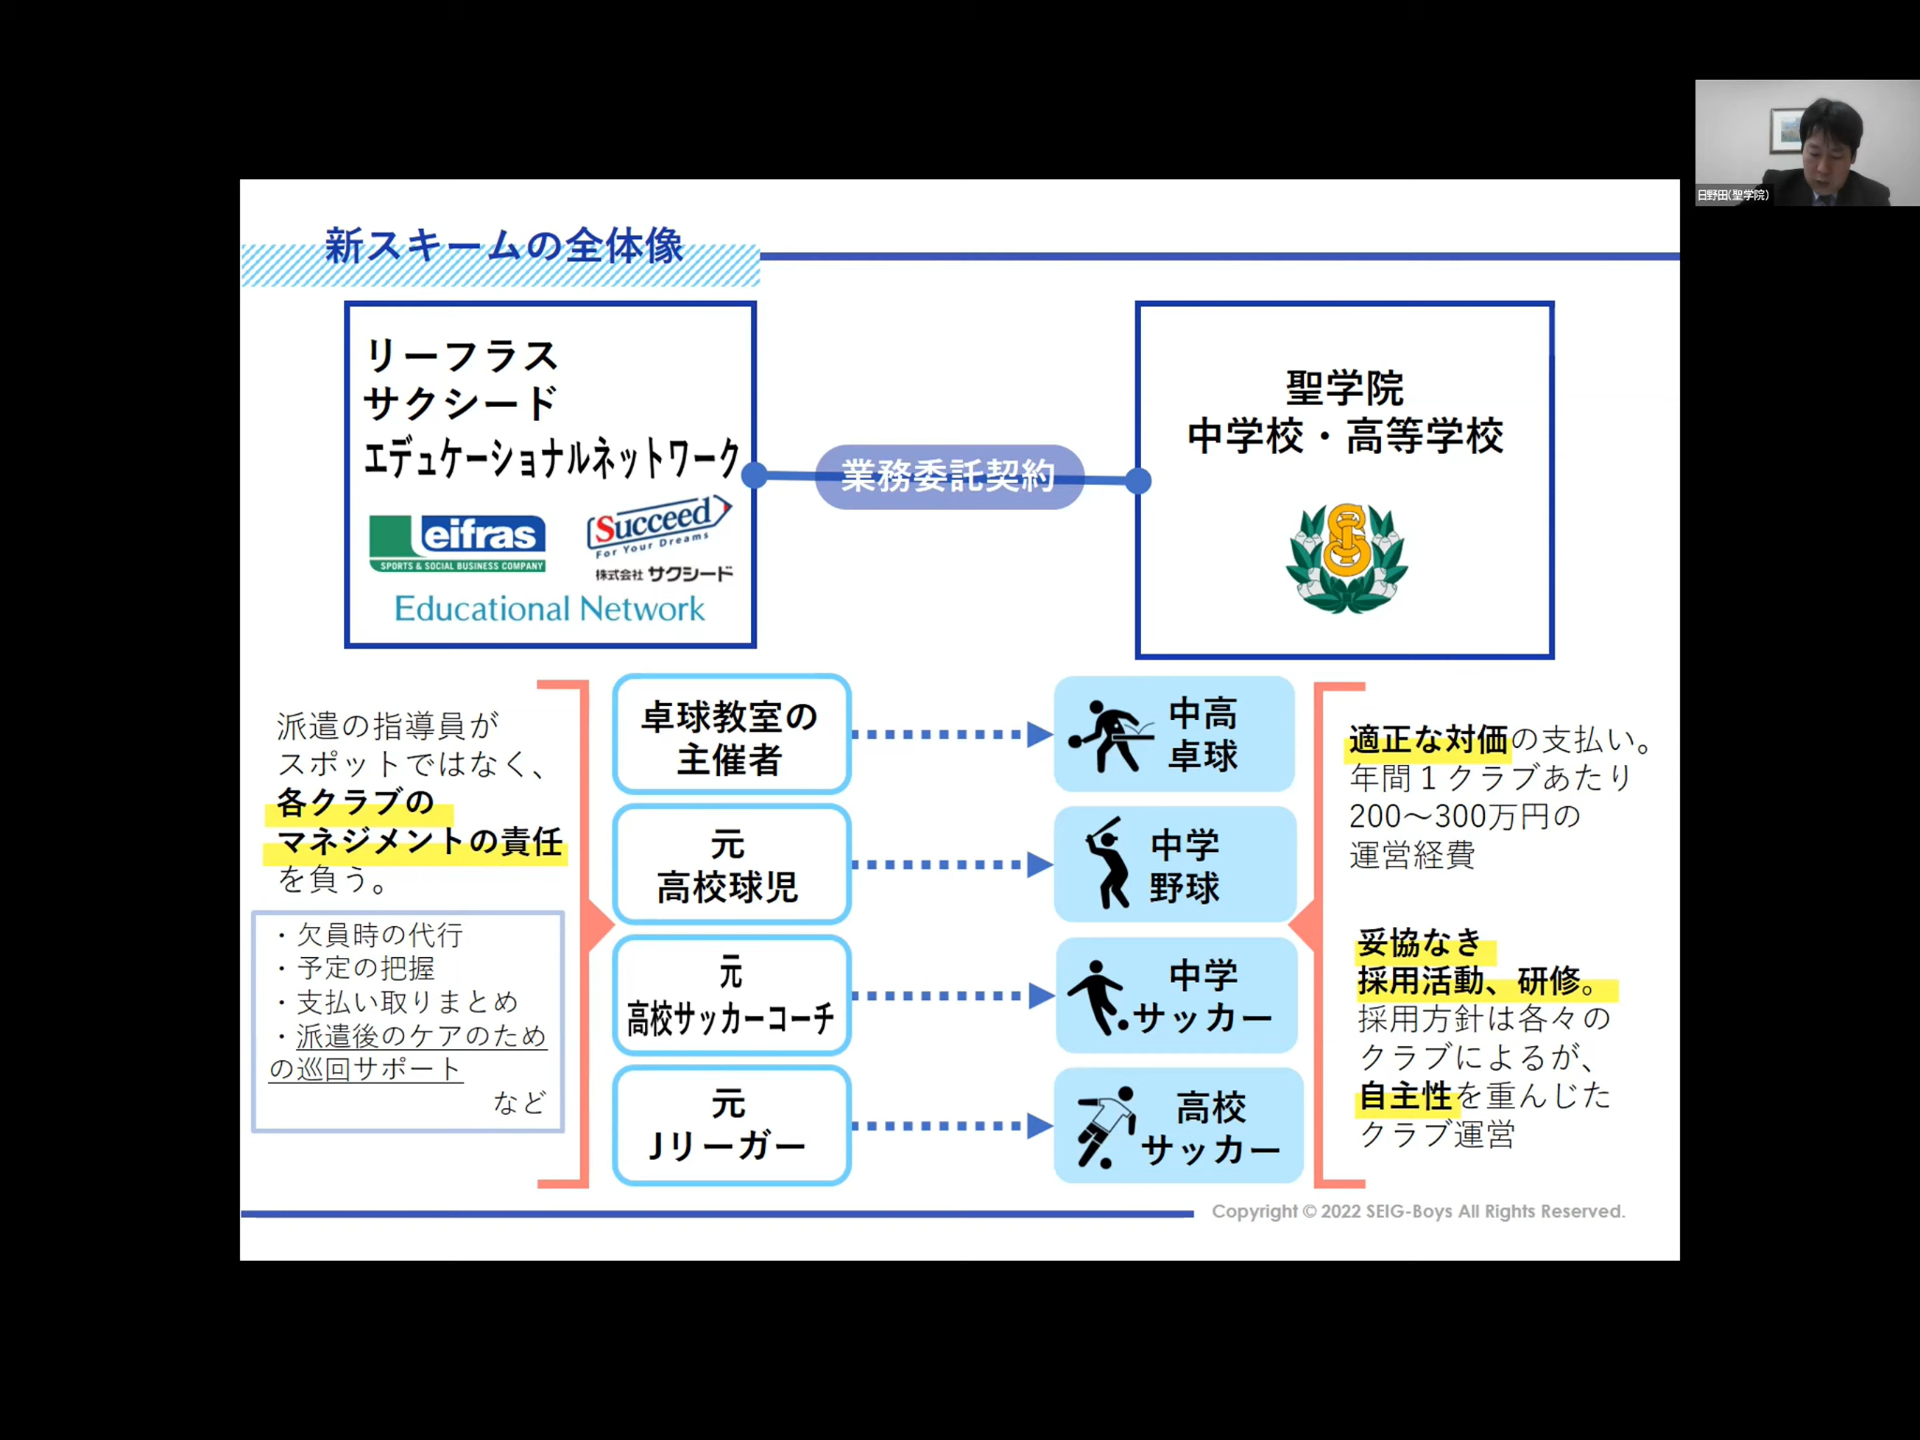 日野田(聖学院)
新スキームの全体像
リーフラス
サクシード
エデュケーショナルネットワーク
Leifras
SPORTS & SOCIAL BUSINESS COMPANY
Succeed
For Your Dreams
株式会社 サクシード
Educational Network
業務委託契約
聖学院
中学校・高等学校
派遣の指導員が
スポットではなく、
各クラブの
マネジメントの責任
を負う。
・欠員時の代行
・予定の把握
・支払い取りまとめ
・派遣後のケアのため
の巡回サポート
など
卓球教室の
主催者
中高
卓球
元
高校球児
中学
野球
元
高校サッカーコーチ
中学
サッカー
元
Jリーガー
高校
サッカー
適正な対価の支払い。
年間1クラブあたり
200～300万円の
運営経費
妥協なき
採用活動、研修。
採用方針は各々の
クラブによるが、
自主性を重んじた
クラブ運営
Copyright © 2022 SEIG-Boys All Rights Reserved.